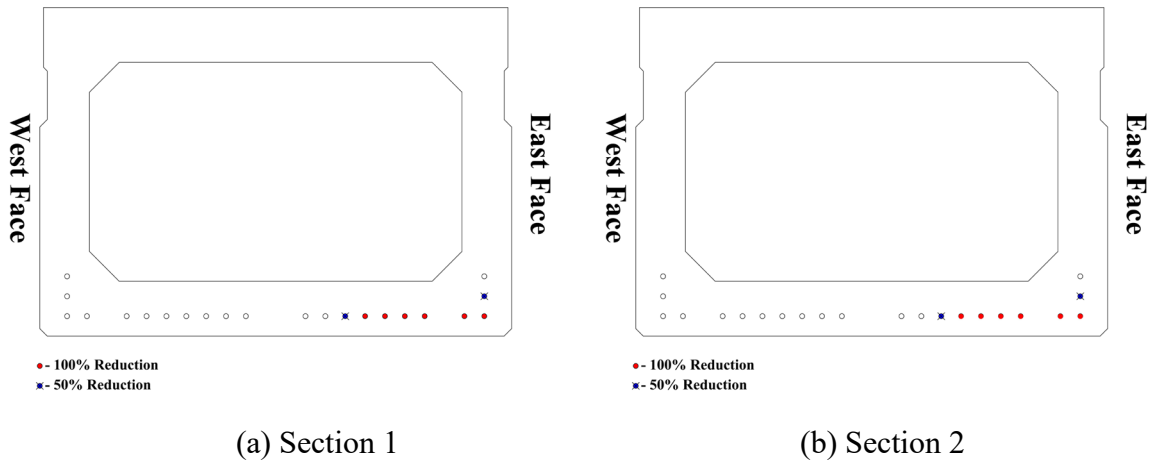 West Face
East Face
- 100% Reduction
- 50% Reduction
(a) Section 1
West Face
East Face
- 100% Reduction
- 50% Reduction
(b) Section 2